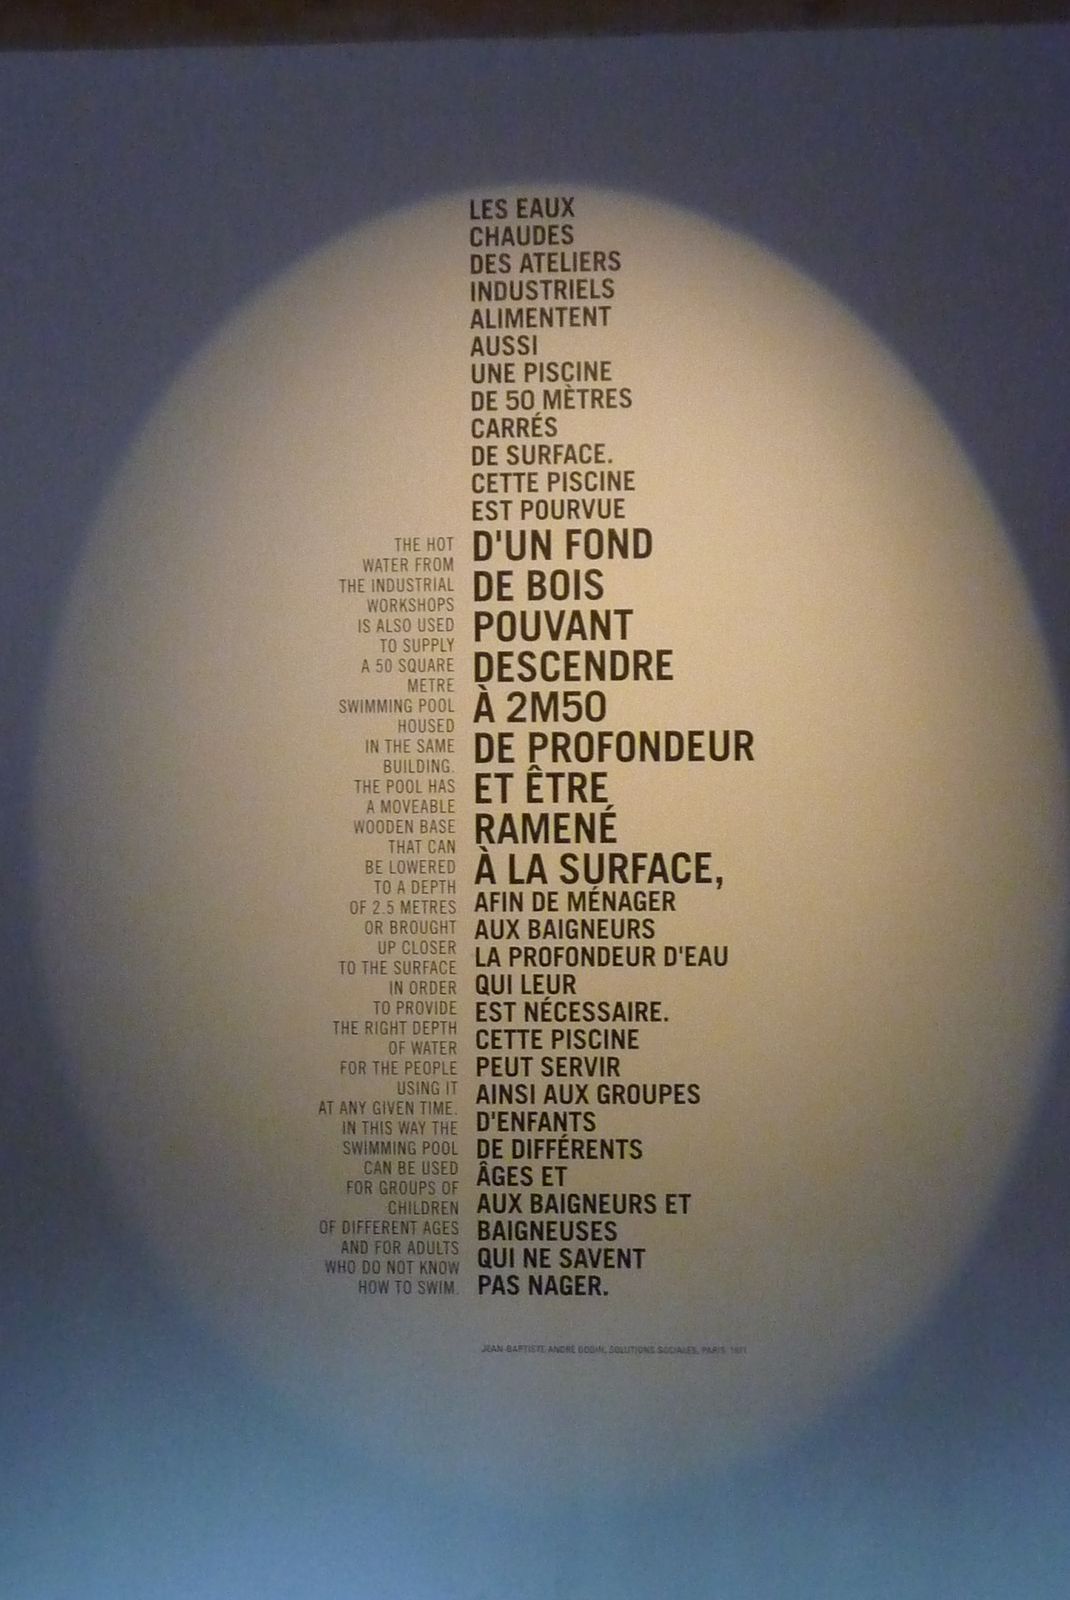 LES EAUX
CHAUDES
DES ATELIERS
INDUSTRIELS
ALIMENTENT
AUSSI
UNE PISCINE
DE 50 MÈTRES
CARRÉS
DE SURFACE.
CETTE PISCINE
EST POURVUE
D'UN FOND
DE BOIS
POUVANT
DESCENDRE
À 2M50
DE PROFONDEUR
ET ÊTRE
RAMENÉ
À LA SURFACE,
AFIN DE MÉNAGER
AUX BAIGNEURS
LA PROFONDEUR D'EAU
QUI LEUR
EST NÉCESSAIRE.
CETTE PISCINE
PEUT SERVIR
AINSI AUX GROUPES
D'ENFANTS
DE DIFFÉRENTS
ÂGES ET
AUX BAIGNEURS ET
BAIGNEUSES
QUI NE SAVENT
PAS NAGER.
THE HOT
WATER FROM
THE INDUSTRIAL
WORKSHOPS
IS ALSO USED
TO SUPPLY
A 50 SQUARE
METRE
SWIMMING POOL
HOUSED
IN THE SAME
BUILDING.
THE POOL HAS
A MOVEABLE
WOODEN BASE
THAT CAN
BE LOWERED
TO A DEPTH
OF 2.5 METRES
OR BROUGHT
UP CLOSER
TO THE SURFACE
IN ORDER
TO PROVIDE
THE RIGHT DEPTH
OF WATER
FOR THE PEOPLE
USING IT
AT ANY GIVEN TIME.
IN THIS WAY THE
SWIMMING POOL
CAN BE USED
FOR GROUPS OF
CHILDREN
OF DIFFERENT AGES
AND FOR ADULTS
WHO DO NOT KNOW
HOW TO SWIM.
JEAN-BAPTISTE ANDRÉ GODIN, SOLUTIONS SOCIALES, PARIS, 1871